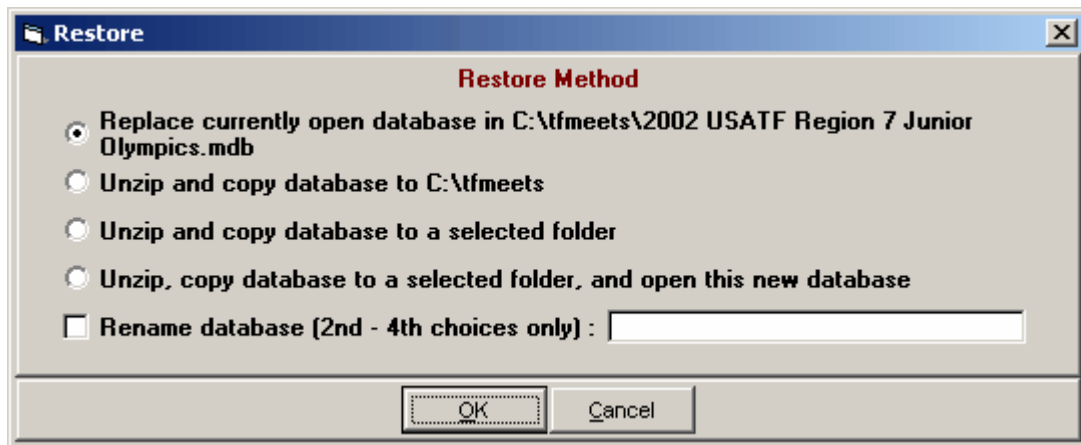 Restore
Restore Method
Replace currently open database in C:\tfmeets\2002 USATF Region 7 Junior
Olympics.mdb
Unzip and copy database to C:\tfmeets
Unzip and copy database to a selected folder
Unzip, copy database to a selected folder, and open this new database
Rename database (2nd - 4th choices only) :
OK
Cancel